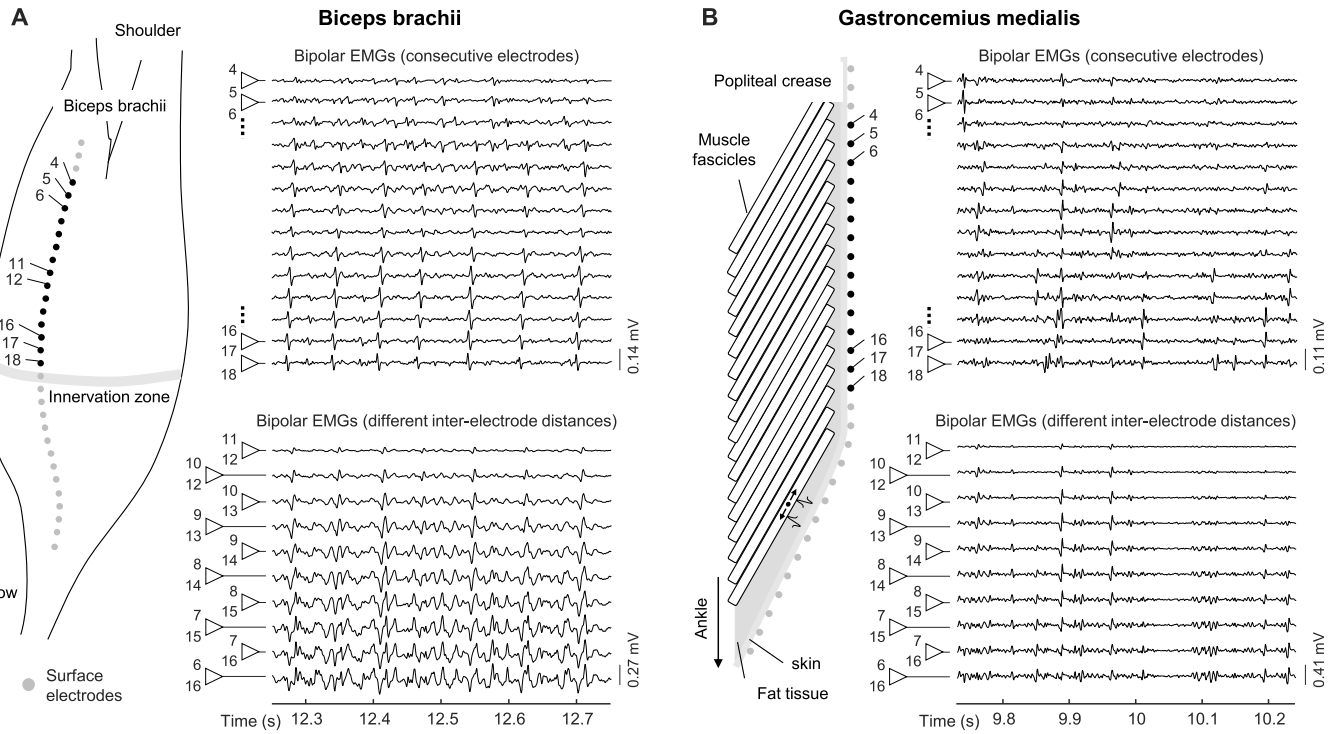 A
Biceps brachii
Shoulder
Biceps brachii
4
5
6
11
12
16
17
18
Innervation zone
ow
Surface
electrodes
Bipolar EMGs (consecutive electrodes)
4
5
6
16
17
18
0.14 mV
Bipolar EMGs (different inter-electrode distances)
11
12
10
12
10
13
9
13
9
14
8
14
8
15
7
15
7
16
6
16
0.27 mV
Time (s)
12.3
12.4
12.5
12.6
12.7
B
Gastroncemius medialis
Popliteal crease
Muscle
fascicles
4
5
6
16
17
18
Ankle
skin
Fat tissue
Bipolar EMGs (consecutive electrodes)
4
5
6
16
17
18
0.11 mV
Bipolar EMGs (different inter-electrode distances)
11
12
10
12
10
13
9
13
9
14
8
14
8
15
7
15
7
16
6
16
0.41 mV
Time (s)
9.8
9.9
10
10.1
10.2